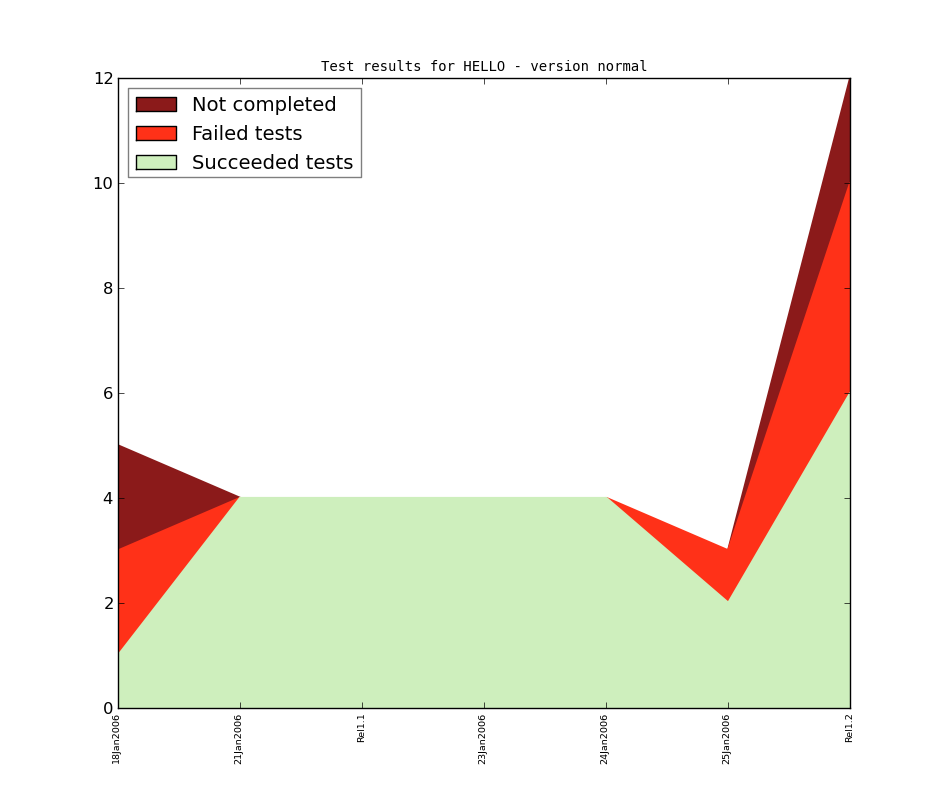 Test results for HELLO - version normal
Not completed
Failed tests
Succeeded tests
12
10
8
6
4
2
0
18Jan2006
21Jan2006
Rel1.1
23Jan2006
24Jan2006
25Jan2006
Rel1.2